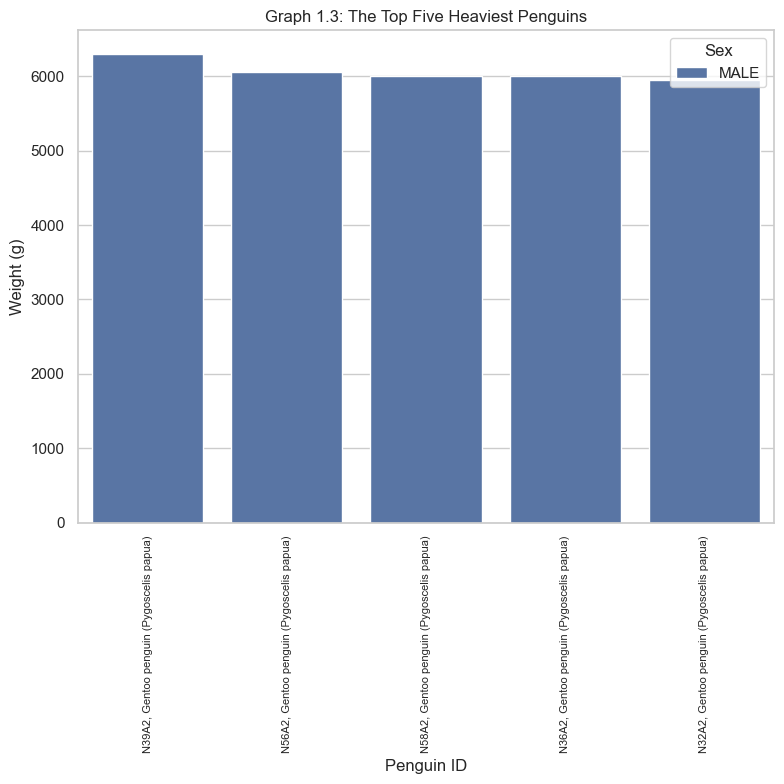 Graph 1.3: The Top Five Heaviest Penguins
Sex
MALE
Weight (g)
6000
5000
4000
3000
2000
1000
0
N39A2, Gentoo penguin (Pygoscelis papua)
N56A2, Gentoo penguin (Pygoscelis papua)
N58A2, Gentoo penguin (Pygoscelis papua)
N36A2, Gentoo penguin (Pygoscelis papua)
N32A2, Gentoo penguin (Pygoscelis papua)
Penguin ID